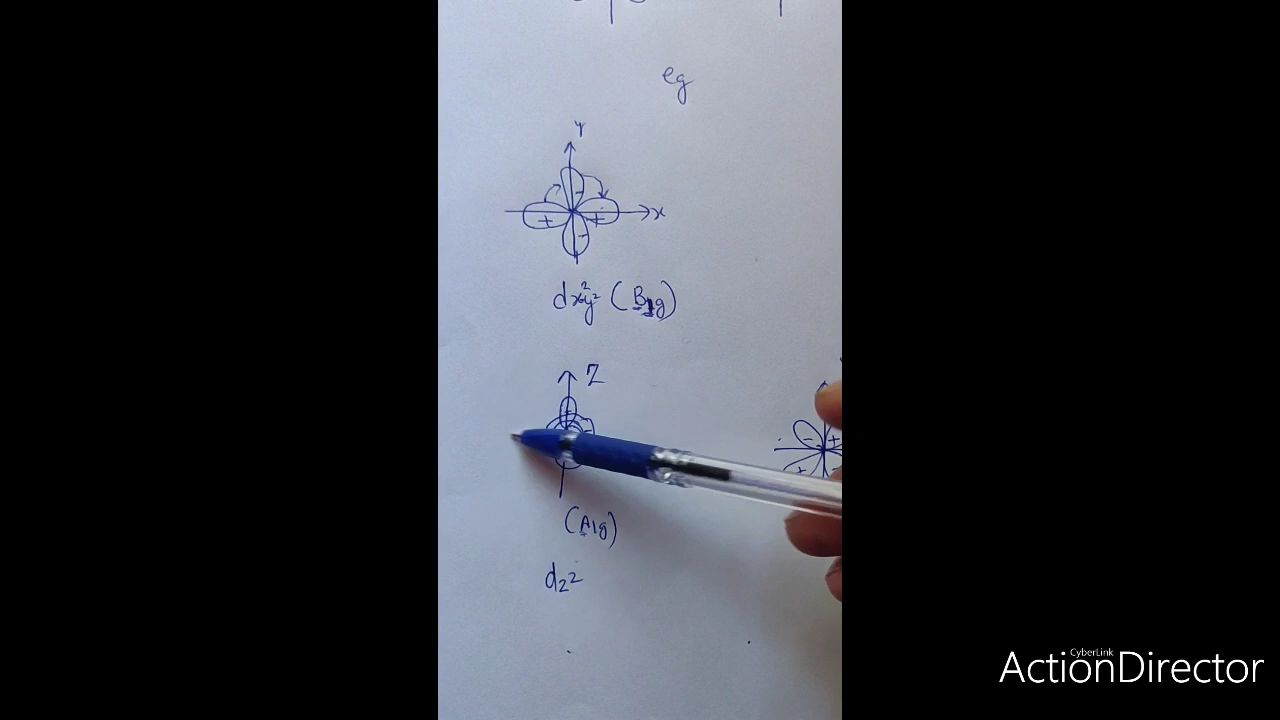 eg
Y
- x
+ +
-
dx²-y² (B1g)
Z
+
-
- +
+
(A1g)
dz2
CyberLink
ActionDirector